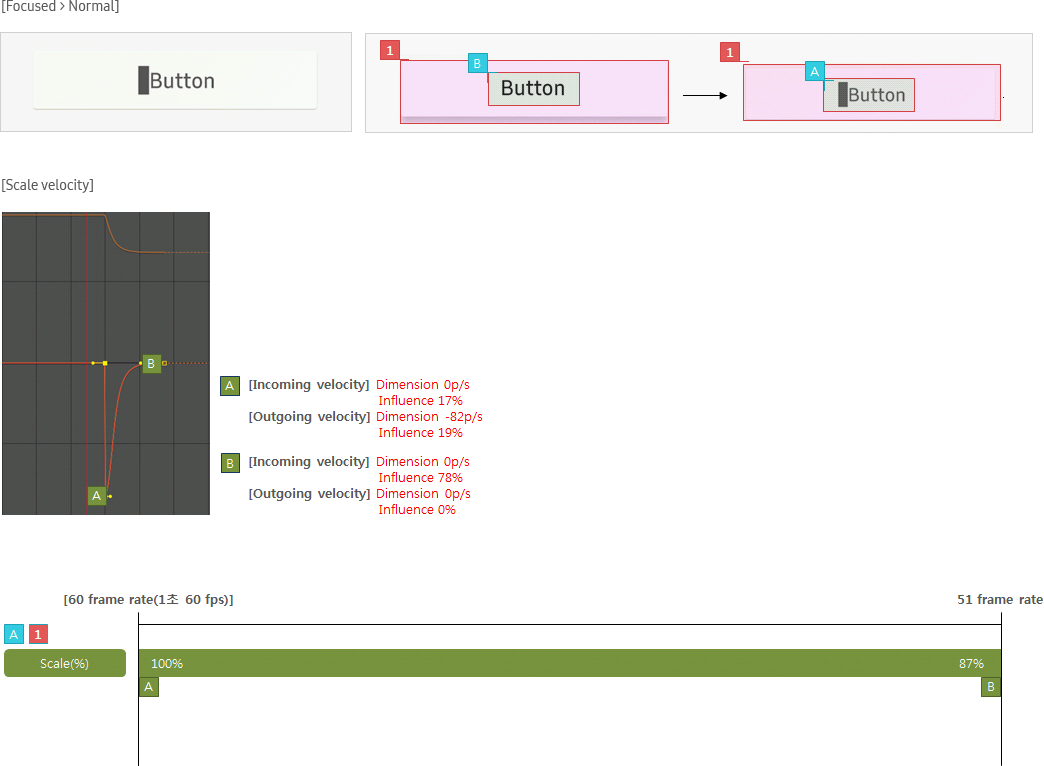 [Focused > Normal]
Button
1
B
Button
1
A
Button
[Scale velocity]
B
A
A [Incoming velocity] Dimension 0p/s
Influence 17%
[Outgoing velocity] Dimension -82p/s
Influence 19%
B [Incoming velocity] Dimension 0p/s
Influence 78%
[Outgoing velocity] Dimension 0p/s
Influence 0%
[60 frame rate(1초 60 fps)]
51 frame rate
A 1
Scale(%) 100% 87%
A B